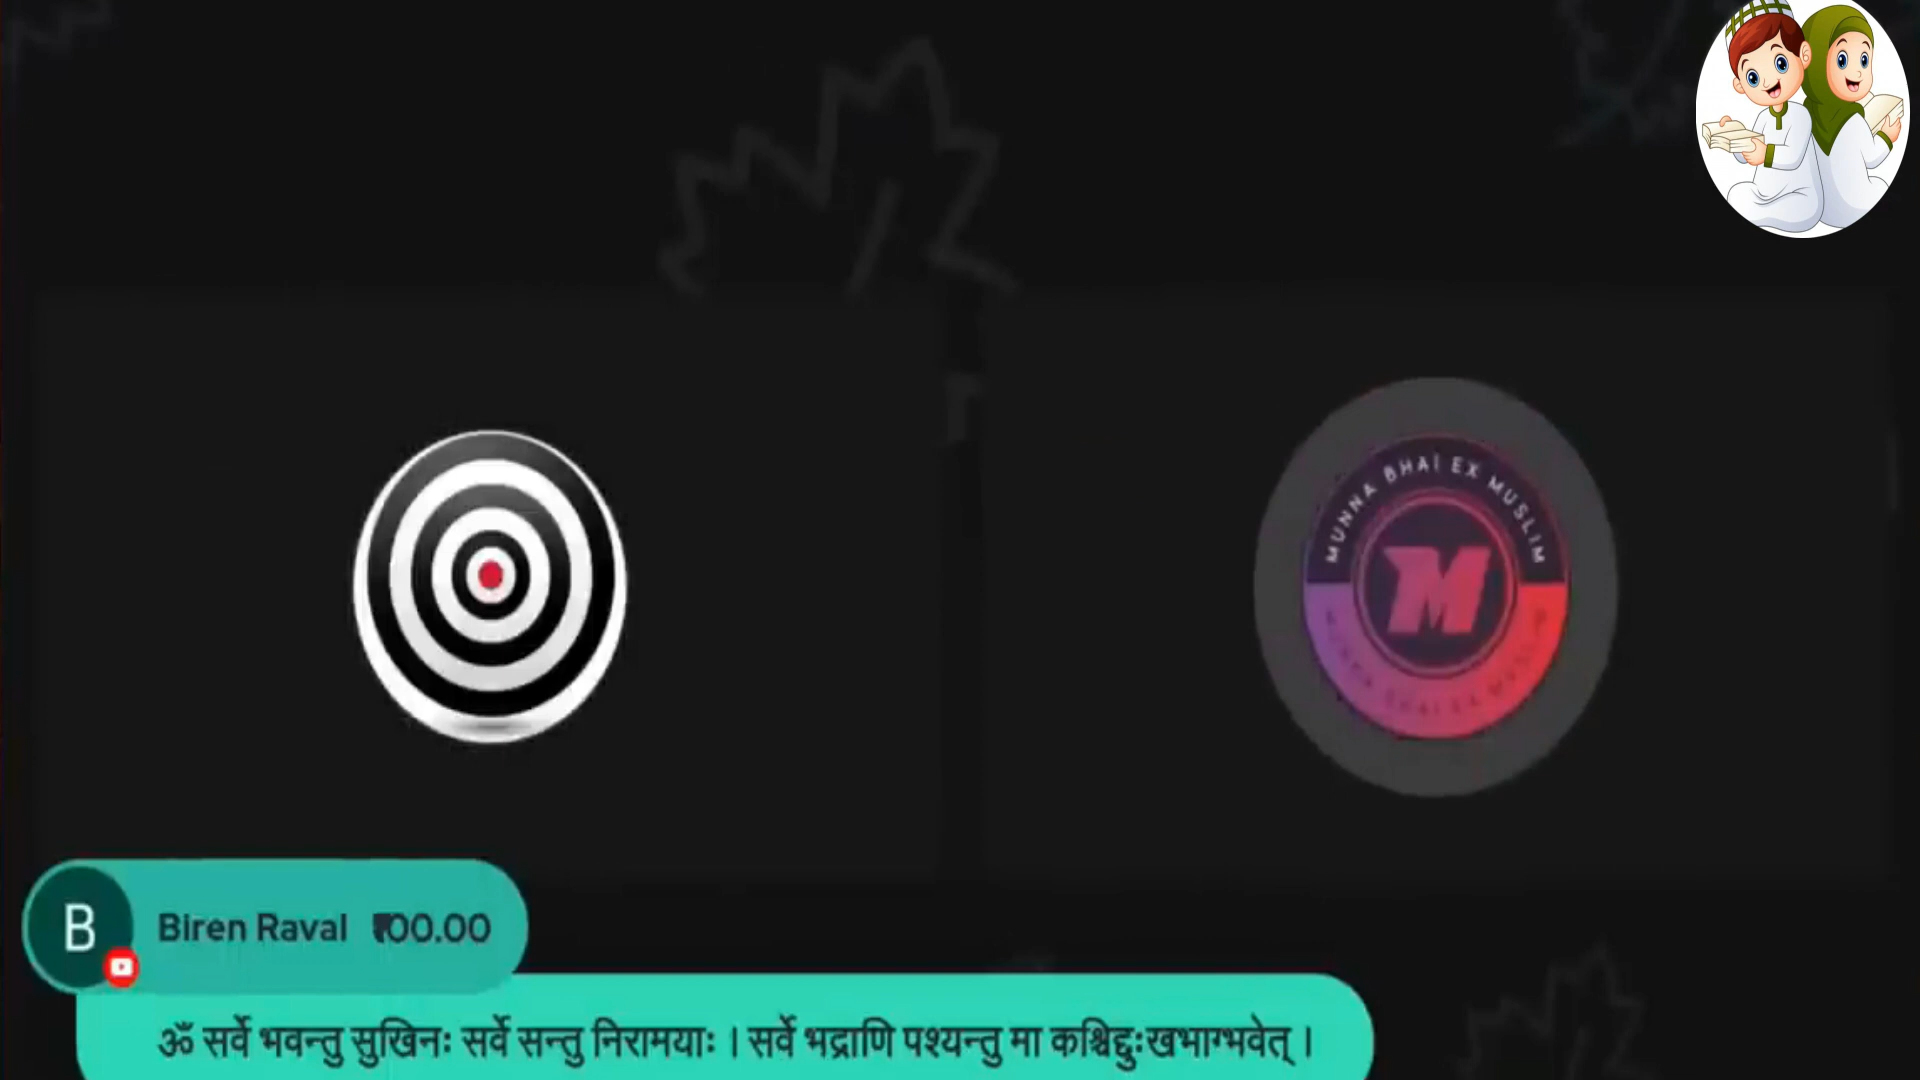 MUNNA BHAI EX MUSLIM
M
B
Biren Raval
ॐ सर्वे भवन्तु सुखिनः सर्वे सन्तु निरामयाः । सर्वे भद्राणि पश्यन्तु मा कश्चिद्दुःखभाग्भवेत् ।